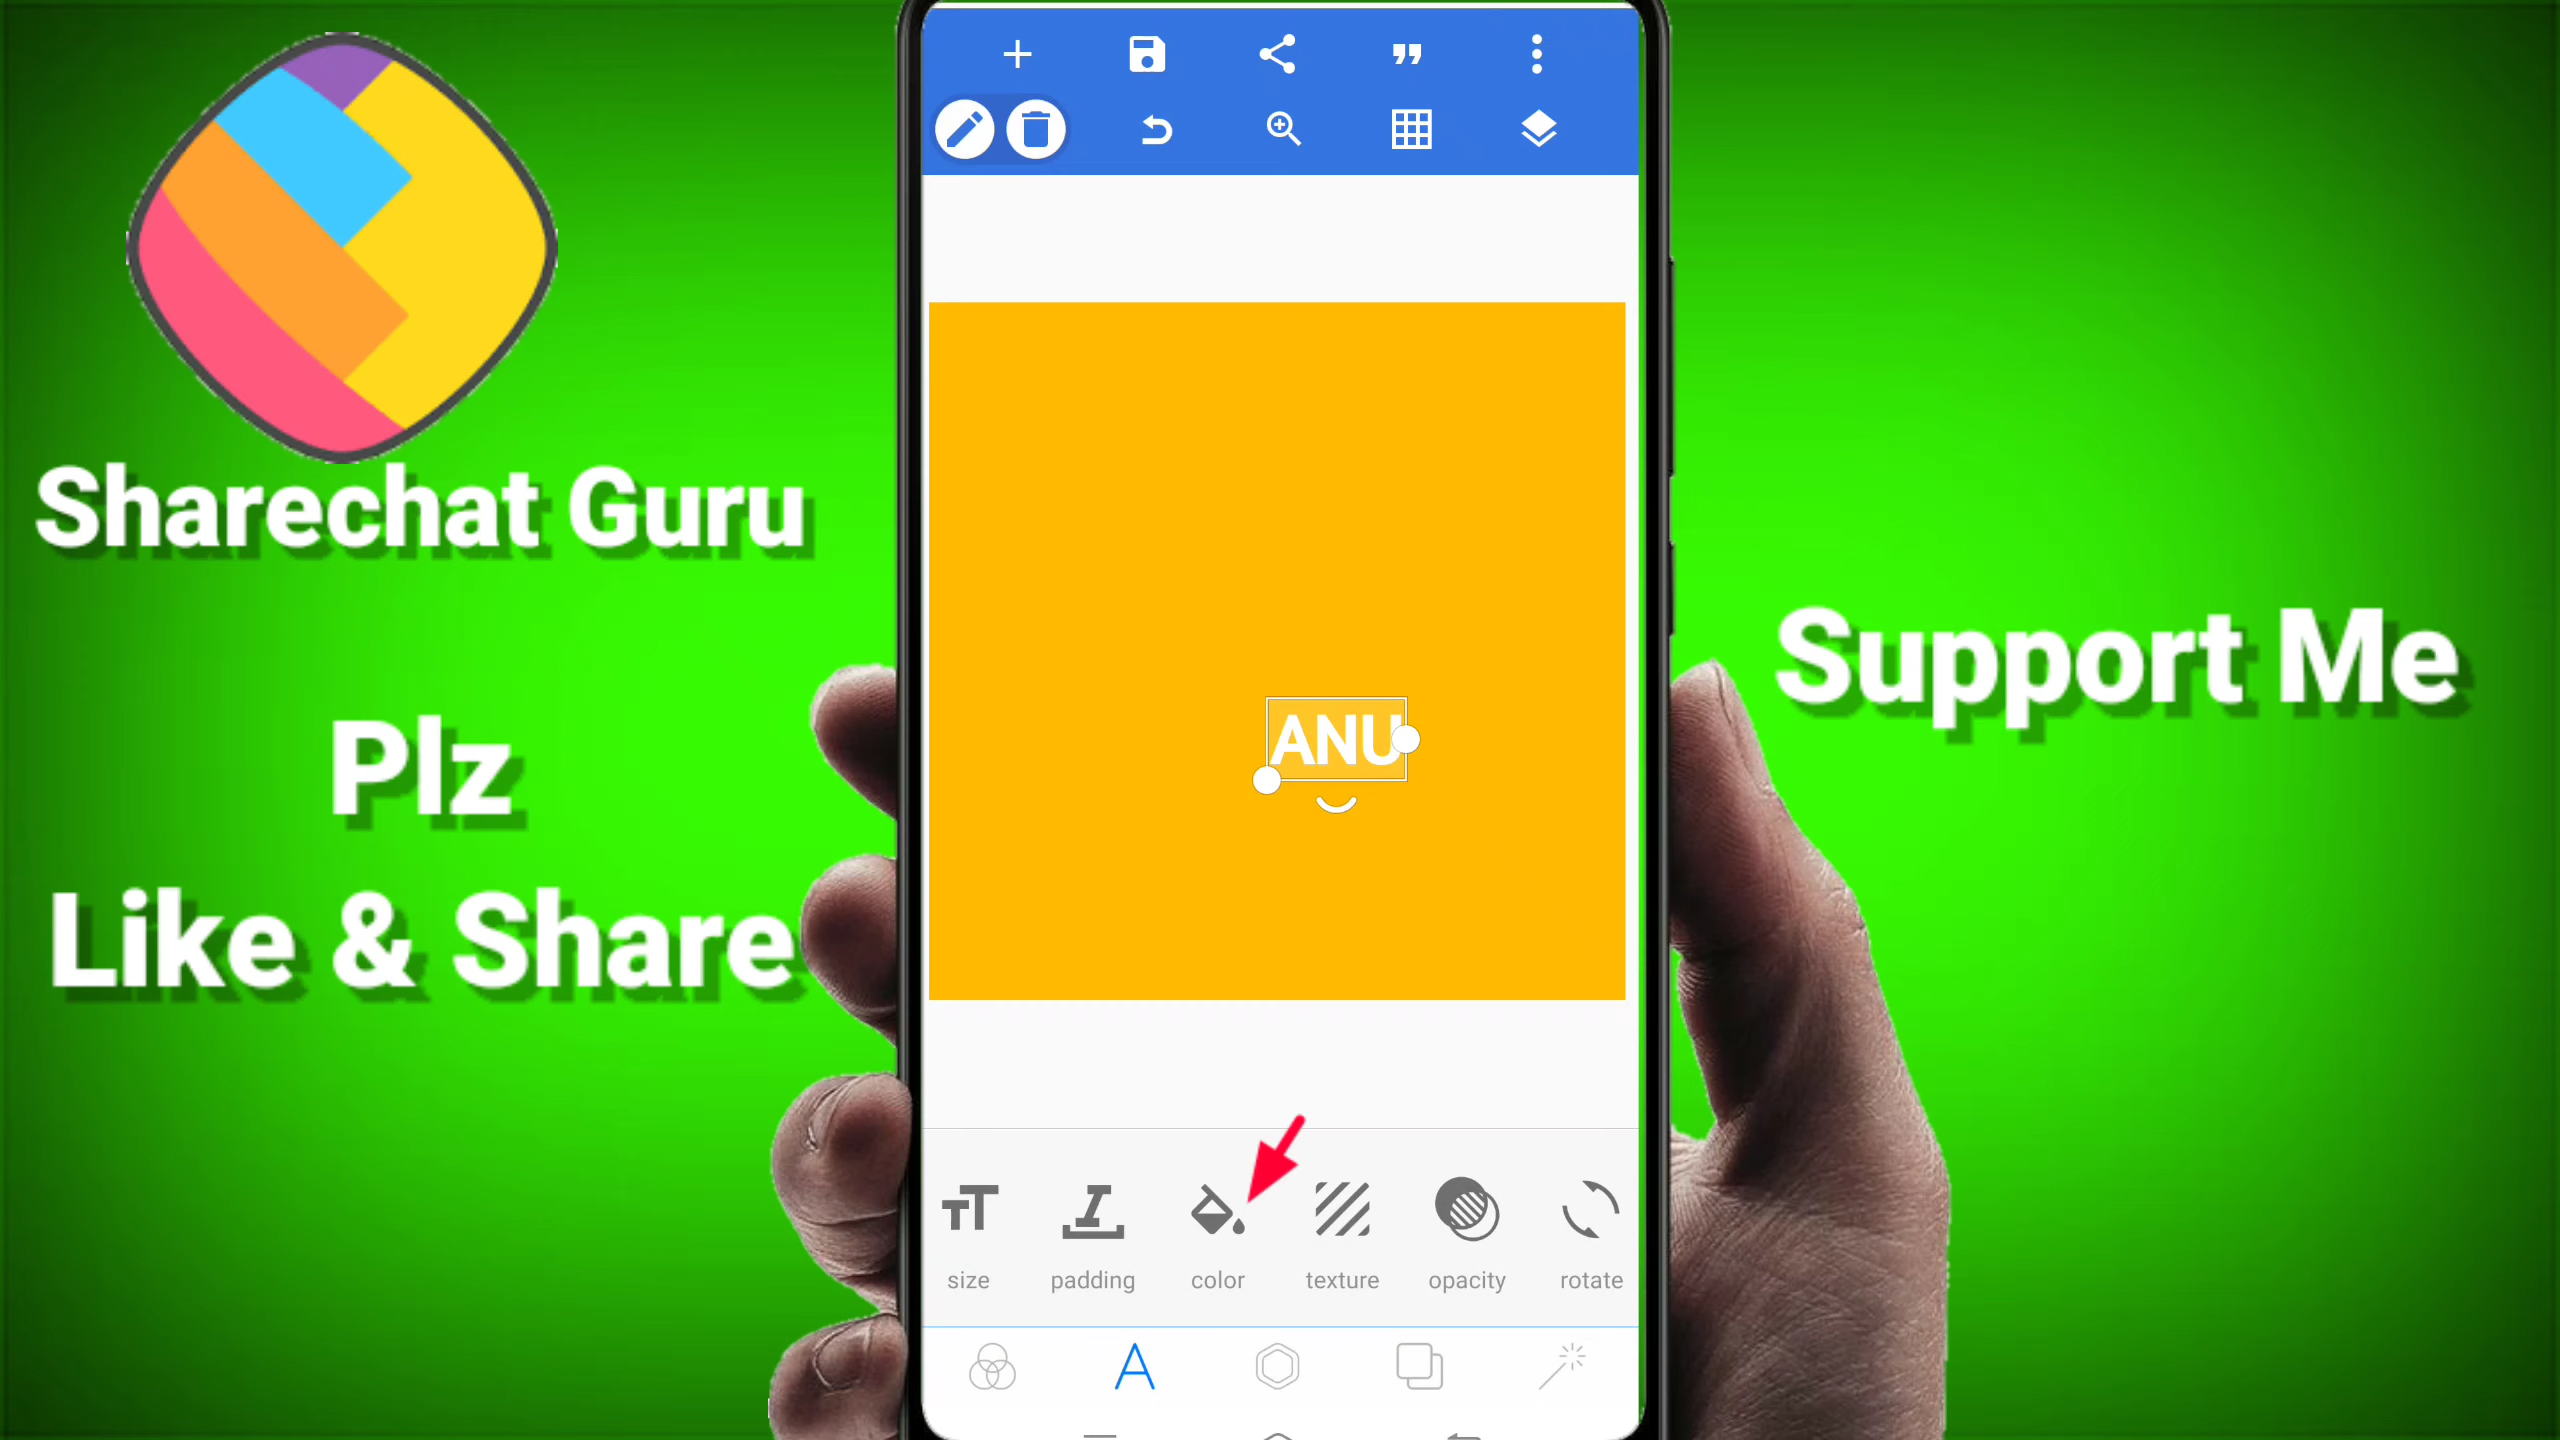 Sharechat Guru
Plz
Like & Share
Support Me
ANU
size
padding
color
texture
opacity
rotate